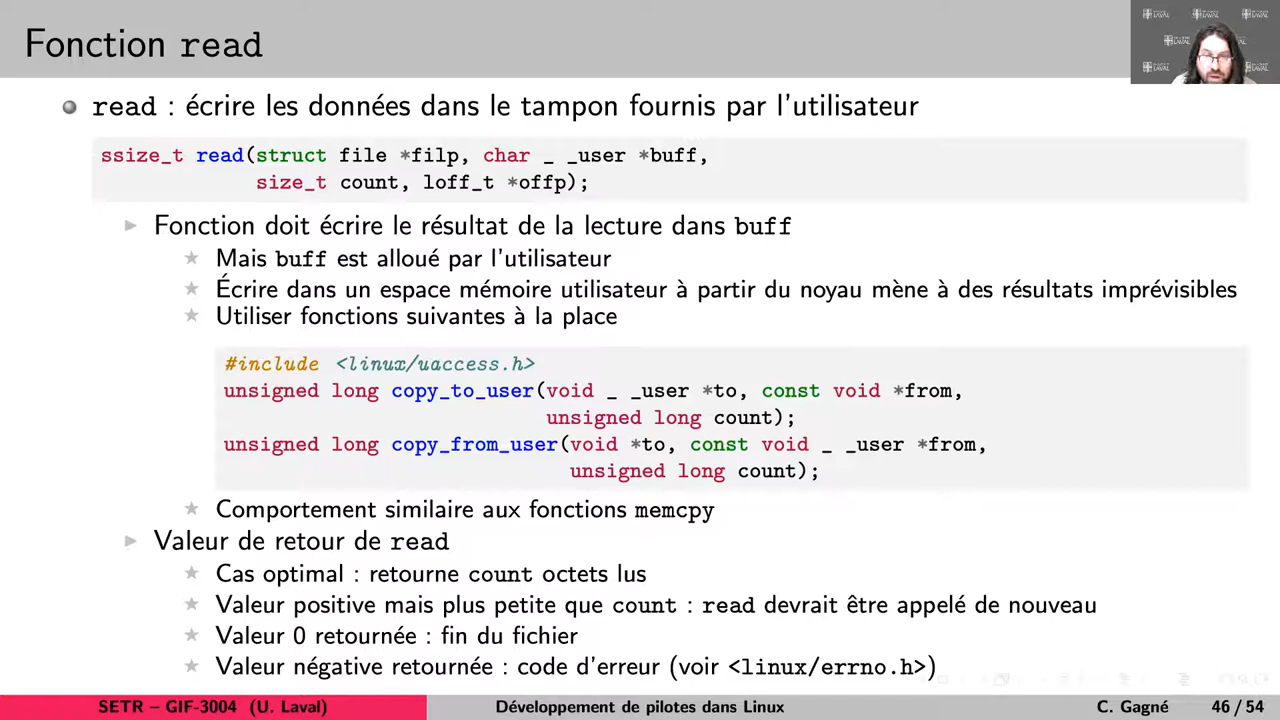 Fonction read
read : écrire les données dans le tampon fournis par l'utilisateur
ssize_t read(struct file *filp, char _ _user *buff,
size_t count, loff_t *offp);
Fonction doit écrire le résultat de la lecture dans buff
Mais buff est alloué par l'utilisateur
Écrire dans un espace mémoire utilisateur à partir du noyau mène à des résultats imprévisibles
Utiliser fonctions suivantes à la place
#include <linux/uaccess.h>
unsigned long copy_to_user(void _ _user *to, const void *from,
unsigned long count);
unsigned long copy_from_user(void *to, const void _ _user *from,
unsigned long count);
Comportement similaire aux fonctions memcpy
Valeur de retour de read
Cas optimal : retourne count octets lus
Valeur positive mais plus petite que count : read devrait être appelé de nouveau
Valeur 0 retournée : fin du fichier
Valeur négative retournée : code d'erreur (voir <linux/errno.h>)
SETR – GIF-3004 (U. Laval) Développement de pilotes dans Linux C. Gagné 46 / 54